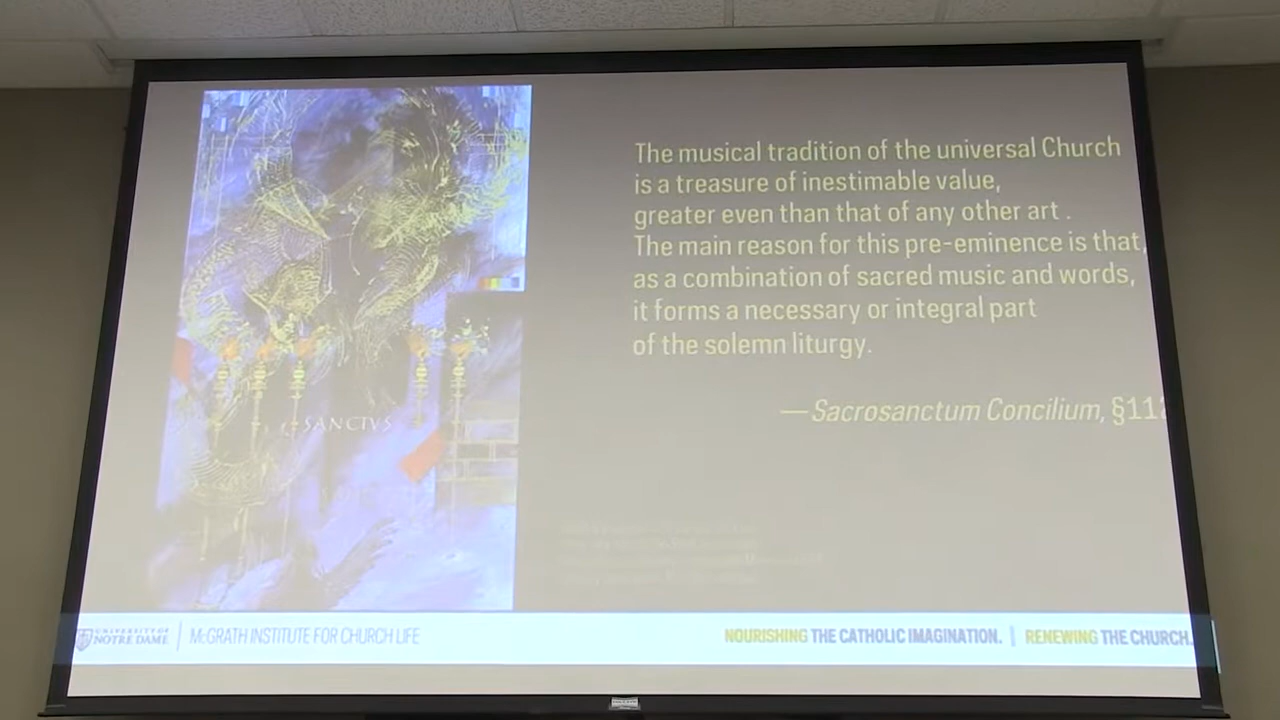 The musical tradition of the universal Church
is a treasure of inestimable value,
greater even than that of any other art .
The main reason for this pre-eminence is that,
as a combination of sacred music and words,
it forms a necessary or integral part
of the solemn liturgy.
—Sacrosanctum Concilium, §112
SANCTVS
UNIVERSITY OF
NOTRE DAME
McGRATH INSTITUTE FOR CHURCH LIFE
NOURISHING THE CATHOLIC IMAGINATION. | RENEWING THE CHURCH.